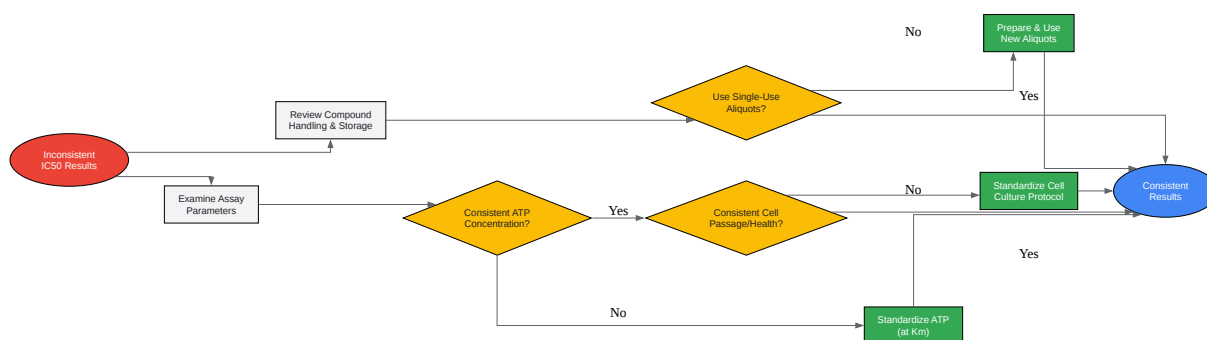 No
Prepare & Use
New Aliquots
Use Single-Use
Aliquots?
Yes
Review Compound
Handling & Storage
Inconsistent
IC50 Results
Examine Assay
Parameters
Consistent ATP
Concentration?
Yes
Consistent Cell
Passage/Health?
No
Standardize Cell
Culture Protocol
Consistent
Results
Yes
No
Standardize ATP
(at Km)